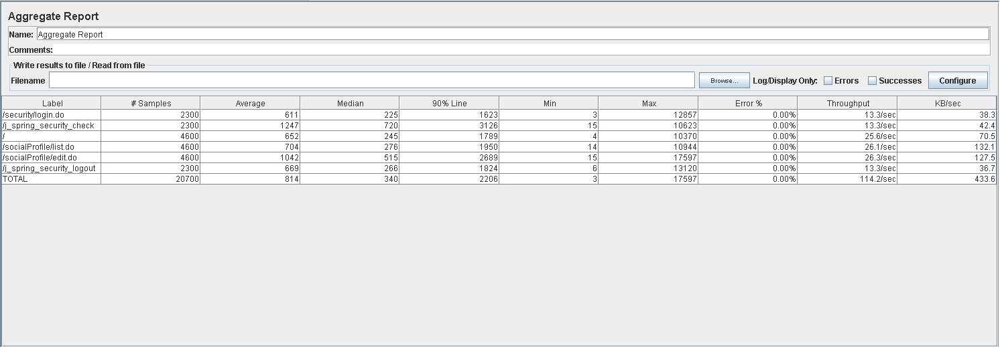 Aggregate Report
Name: Aggregate Report
Comments:
Write results to file / Read from file
Filename Browse... Log/Display Only: Errors Successes Configure
Label # Samples Average Median 90% Line Min Max Error % Throughput KB/sec
/security/login.do 2300 611 225 1623 3 12857 0.00% 13.3/sec 38.3
/j_spring_security_check 2300 1247 720 3126 15 10623 0.00% 13.3/sec 42.4
/ 4600 652 245 1789 4 10370 0.00% 25.6/sec 70.5
/socialProfile/list.do 4600 704 276 1950 14 10944 0.00% 26.1/sec 132.1
/socialProfile/edit.do 4600 1042 515 2689 15 17597 0.00% 26.3/sec 127.5
/j_spring_security_logout 2300 669 266 1824 6 13120 0.00% 13.3/sec 36.7
TOTAL 20700 814 340 2206 3 17597 0.00% 114.2/sec 433.6